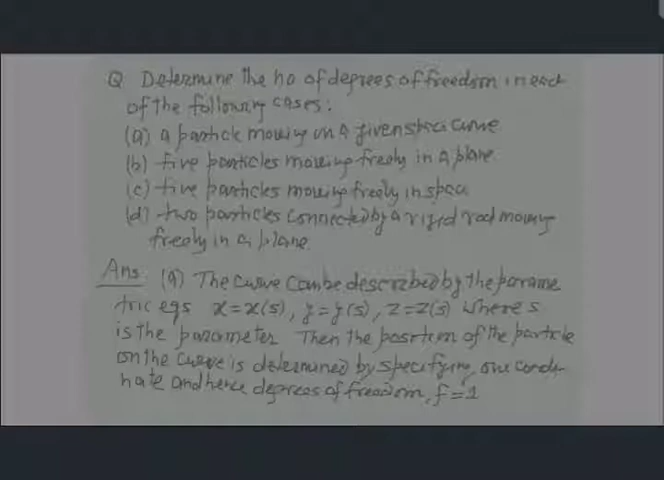 Q Determine the no of degrees of freedom in each
of the following cases:
(a) a particle moving on a given space curve
(b) five particles moving freely in a plane
(c) five particles moving freely in space
(d) two particles connected by a rigid rod moving
freely in a plane
Ans (a) The curve can be described by the parame
tric eqs x=x(s), y=y(s), z=z(s) where s
is the parameter. Then the position of the particle
on the curve is determined by specifying one coordi-
nate and hence degrees of freedom, f=1